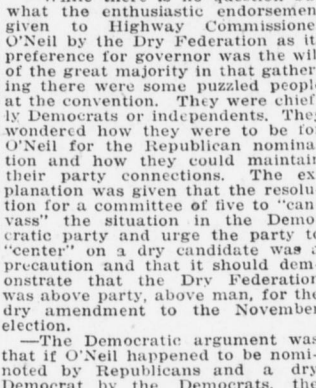 what the enthusiastic endorsemen
given to Highway Commissione
O'Neil by the Dry Federation as it
preference for governor was the wil
of the great majority in that gather
ing there were some puzzled peopl
at the convention. They were chief
ly Democrats or independents. The
wondered how they were to be fo
O'Neil for the Republican nomina
tion and how they could maintain
their party connections. The ex
planation was given that the resolu
tion for a committee of five to "can
vass" the situation in the Demo
cratic party and urge the party to
"center" on a dry candidate was a
precaution and that it should dem
onstrate that the Dry Federation
was above party, above man, for the
dry amendment to the November
election.
—The Democratic argument was
that if O'Neil happened to be nomi-
noted by Republicans and a dry
Democrat by the Democrats, the